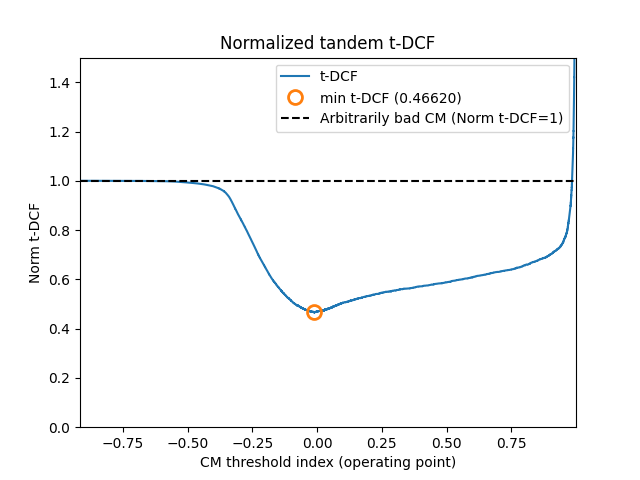 Normalized tandem t-DCF
t-DCF
min t-DCF (0.46620)
Arbitrarily bad CM (Norm t-DCF=1)
Norm t-DCF
1.4
1.2
1.0
0.8
0.6
0.4
0.2
0.0
−0.75 −0.50 −0.25 0.00 0.25 0.50 0.75
CM threshold index (operating point)